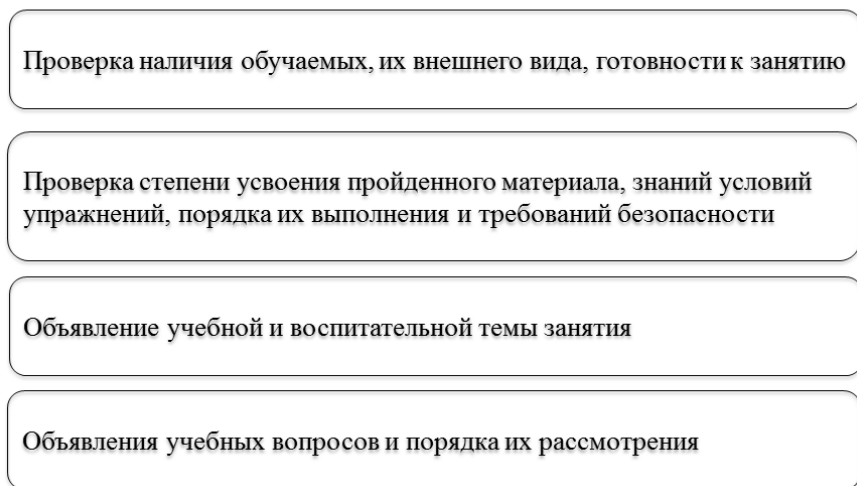 Проверка наличия обучаемых, их внешнего вида, готовности к занятию
Проверка степени усвоения пройденного материала, знаний условий
упражнений, порядка их выполнения и требований безопасности
Объявление учебной и воспитательной темы занятия
Объявления учебных вопросов и порядка их рассмотрения